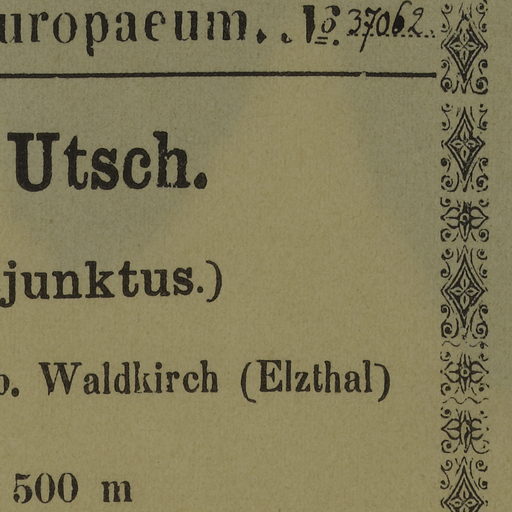 uropaeum. . № 37062.
Utsch.
junktus.)
b. Waldkirch (Elzthal)
500 m